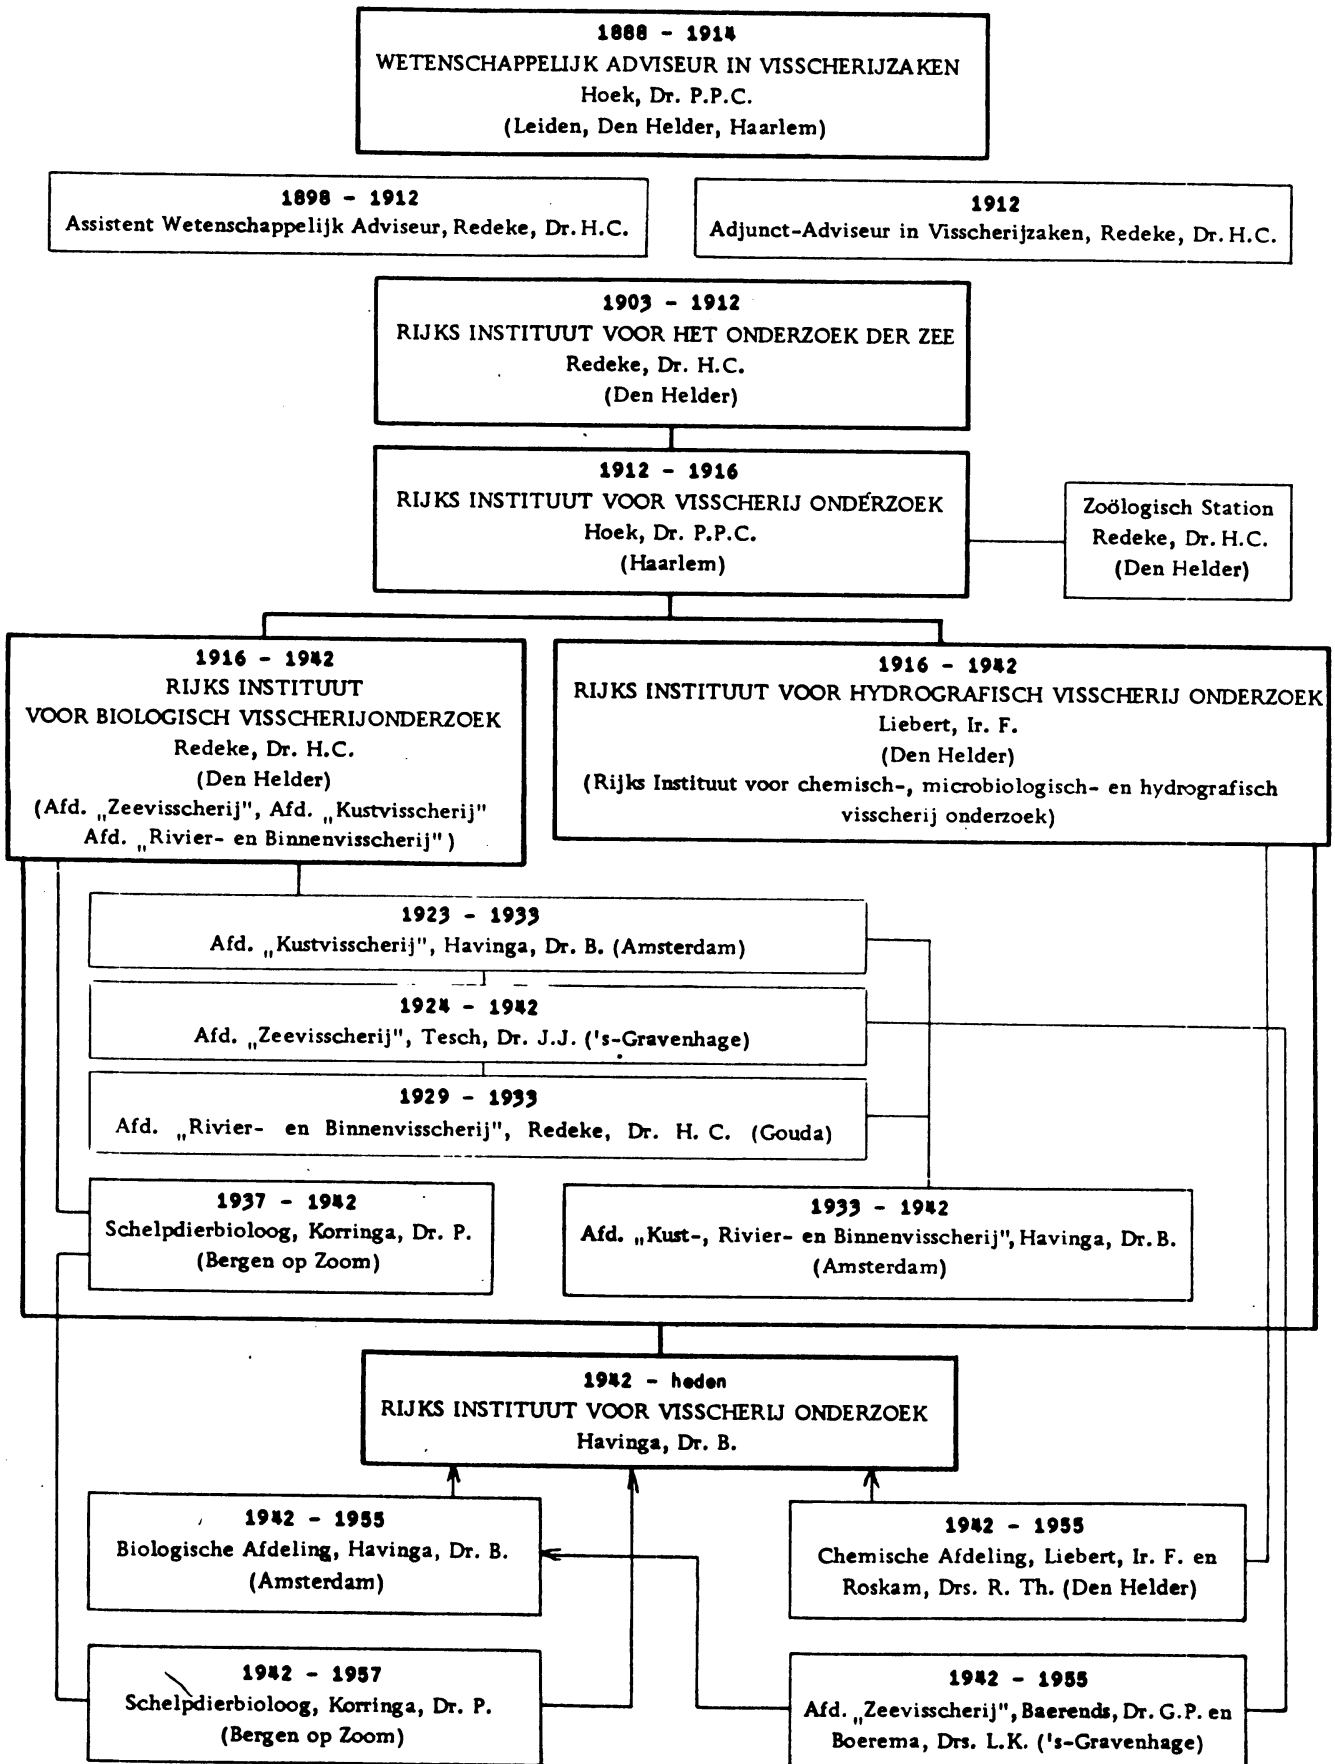 1888 - 1914
WETENSCHAPPELIJK ADVISEUR IN VISSCHERIJZAKEN
Hoek, Dr. P.P.C.
(Leiden, Den Helder, Haarlem)
1898 - 1912
Assistent Wetenschappelijk Adviseur, Redeke, Dr. H.C.
1912
Adjunct-Adviseur in Visscherijzaken, Redeke, Dr. H.C.
1903 - 1912
RIJKS INSTITUUT VOOR HET ONDERZOEK DER ZEE
Redeke, Dr. H.C.
(Den Helder)
1912 - 1916
RIJKS INSTITUUT VOOR VISSCHERIJ ONDERZOEK
Hoek, Dr. P.P.C.
(Haarlem)
Zoölogisch Station
Redeke, Dr. H.C.
(Den Helder)
1916 - 1942
RIJKS INSTITUUT
VOOR BIOLOGISCH VISSCHERIJONDERZOEK
Redeke, Dr. H.C.
(Den Helder)
(Afd. „Zeevisscherij", Afd. „Kustvisscherij"
Afd. „Rivier- en Binnenvisscherij")
1916 - 1942
RIJKS INSTITUUT VOOR HYDROGRAFISCH VISSCHERIJ ONDERZOEK
Liebert, Ir. F.
(Den Helder)
(Rijks Instituut voor chemisch-, microbiologisch- en hydrografisch
visscherij onderzoek)
1923 - 1933
Afd. „Kustvisscherij", Havinga, Dr. B. (Amsterdam)
1924 - 1942
Afd. „Zeevisscherij", Tesch, Dr. J.J. ('s-Gravenhage)
1929 - 1933
Afd. „Rivier- en Binnenvisscherij", Redeke, Dr. H. C. (Gouda)
1937 - 1942
Schelpdierbioloog, Korringa, Dr. P.
(Bergen op Zoom)
1933 - 1942
Afd. „Kust-, Rivier- en Binnenvisscherij", Havinga, Dr. B.
(Amsterdam)
1942 - heden
RIJKS INSTITUUT VOOR VISSCHERIJ ONDERZOEK
Havinga, Dr. B.
1942 - 1955
Biologische Afdeling, Havinga, Dr. B.
(Amsterdam)
1942 - 1955
Chemische Afdeling, Liebert, Ir. F. en
Roskam, Drs. R. Th. (Den Helder)
1942 - 1957
Schelpdierbioloog, Korringa, Dr. P.
(Bergen op Zoom)
1942 - 1955
Afd. „Zeevisscherij", Baerends, Dr. G.P. en
Boerema, Drs. L.K. ('s-Gravenhage)